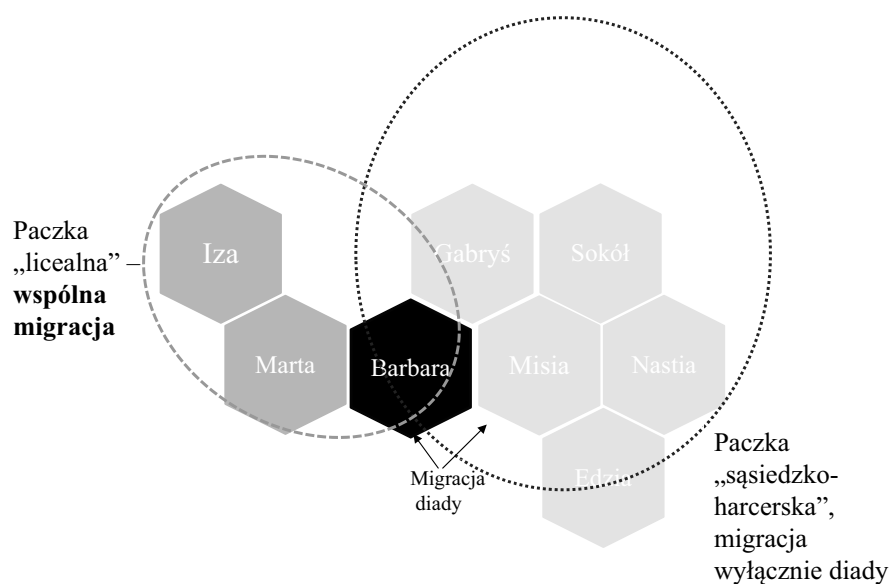 Paczka
„licealna” –
wspólna
migracja
Iza
Gabryś
Sokół
Marta
Barbara
Misia
Nastia
Edzia
Migracja
diady
Paczka
„sąsiedzko-
harcerska”,
migracja
wyłącznie diady